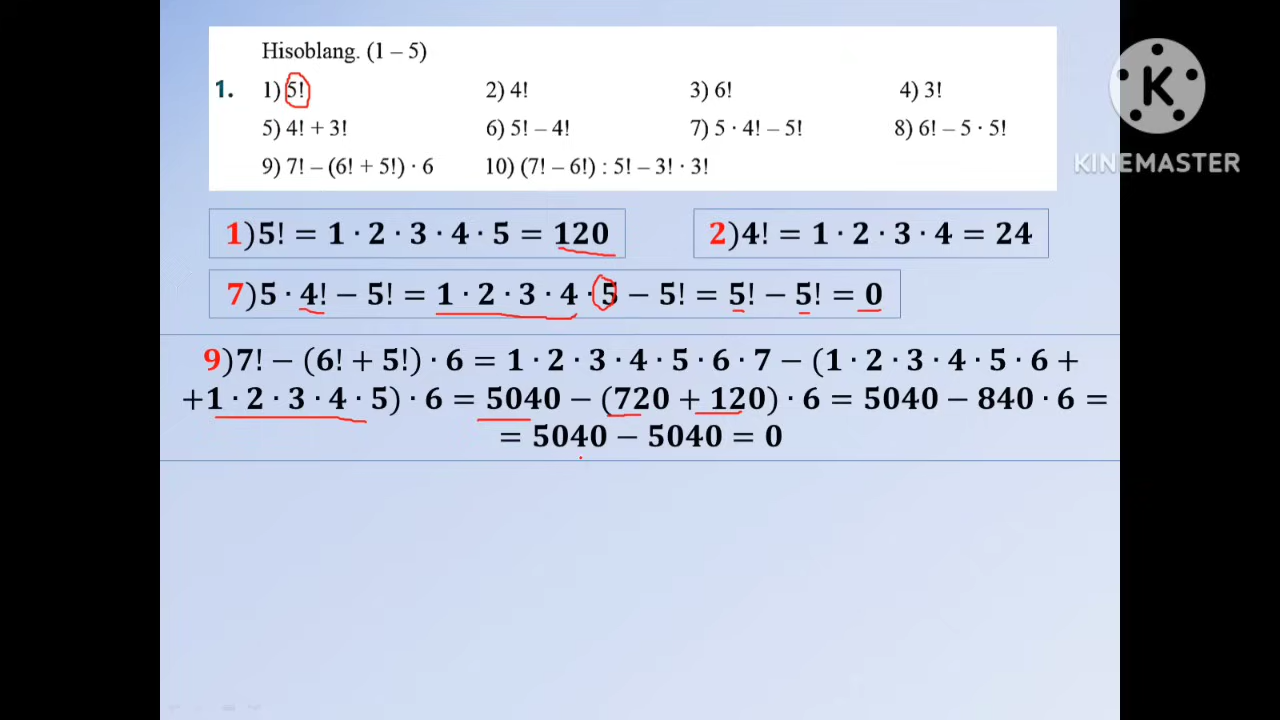 Hisoblang. (1 – 5)
1. 1) 5! 2) 4! 3) 6! 4) 3!
5) 4! + 3! 6) 5! – 4! 7) 5 · 4! – 5! 8) 6! – 5 · 5!
9) 7! – (6! + 5!) · 6 10) (7! – 6!) : 5! – 3! · 3!
KINEMASTER
1)5! = 1 · 2 · 3 · 4 · 5 = 120 2)4! = 1 · 2 · 3 · 4 = 24
7)5 · 4! − 5! = 1 · 2 · 3 · 4 · 5 − 5! = 5! − 5! = 0
9)7! − (6! + 5!) · 6 = 1 · 2 · 3 · 4 · 5 · 6 · 7 − (1 · 2 · 3 · 4 · 5 · 6 +
+1 · 2 · 3 · 4 · 5) · 6 = 5040 − (720 + 120) · 6 = 5040 − 840 · 6 =
= 5040 − 5040 = 0